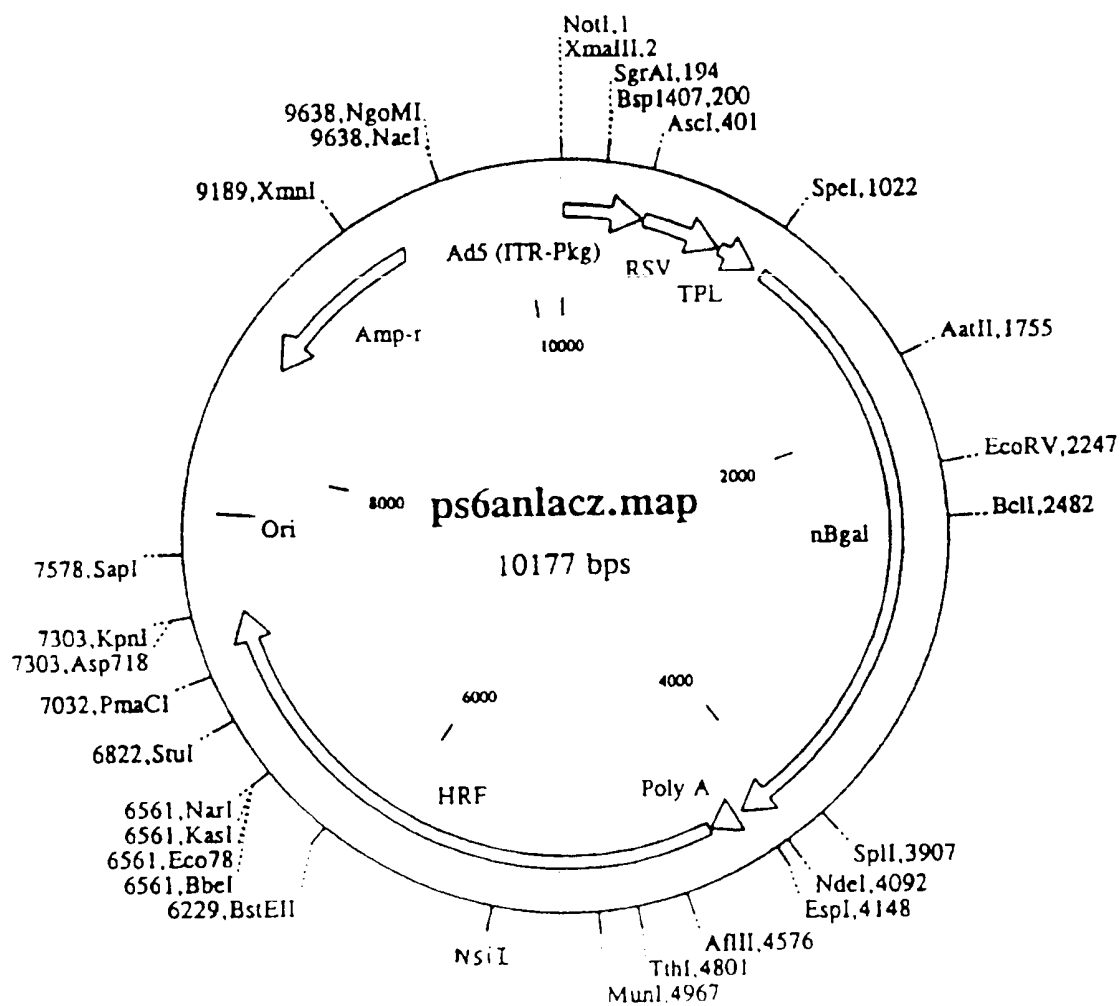 NotI,1
XmaIII,2
SgrAI,194
Bsp1407,200
AscI,401
9638,NgoMI
9638,NaeI
9189,XmnI
SpeI,1022
Ad5 (ITR-Pkg)
RSV
TPL
Amp-r
10000
AatII,1755
EcoRV,2247
2000
8000
ps6anlacz.map
BclI,2482
Ori
nBgal
10177 bps
7578,SapI
7303,KpnI
7303,Asp718
7032,PmaCI
6822,StuI
4000
6000
Poly A
HRF
6561,NarI
6561,KasI
6561,Eco78
6561,BbeI
6229,BstEII
SplI,3907
NdeI,4092
EspI,4148
NsiI
AflII,4576
TthI,4801
MunI,4967